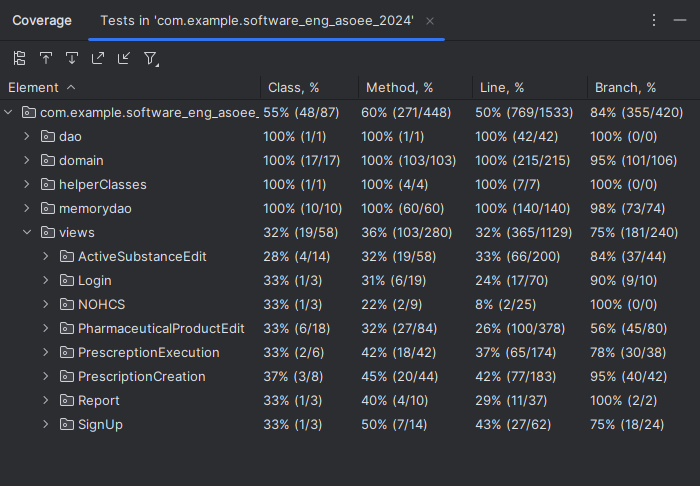 Coverage Tests in 'com.example.software_eng_asoee_2024'
Element Class, % Method, % Line, % Branch, %
com.example.software_eng_asoee_ 55% (48/87) 60% (271/448) 50% (769/1533) 84% (355/420)
dao 100% (1/1) 100% (1/1) 100% (42/42) 100% (0/0)
domain 100% (17/17) 100% (103/103) 100% (215/215) 95% (101/106)
helperClasses 100% (1/1) 100% (4/4) 100% (7/7) 100% (0/0)
memorydao 100% (10/10) 100% (60/60) 100% (140/140) 98% (73/74)
views 32% (19/58) 36% (103/280) 32% (365/1129) 75% (181/240)
ActiveSubstanceEdit 28% (4/14) 32% (19/58) 33% (66/200) 84% (37/44)
Login 33% (1/3) 31% (6/19) 24% (17/70) 90% (9/10)
NOHCS 33% (1/3) 22% (2/9) 8% (2/25) 100% (0/0)
PharmaceuticalProductEdit 33% (6/18) 32% (27/84) 26% (100/378) 56% (45/80)
PrescreptionExecution 33% (2/6) 42% (18/42) 37% (65/174) 78% (30/38)
PrescriptionCreation 37% (3/8) 45% (20/44) 42% (77/183) 95% (40/42)
Report 33% (1/3) 40% (4/10) 29% (11/37) 100% (2/2)
SignUp 33% (1/3) 50% (7/14) 43% (27/62) 75% (18/24)